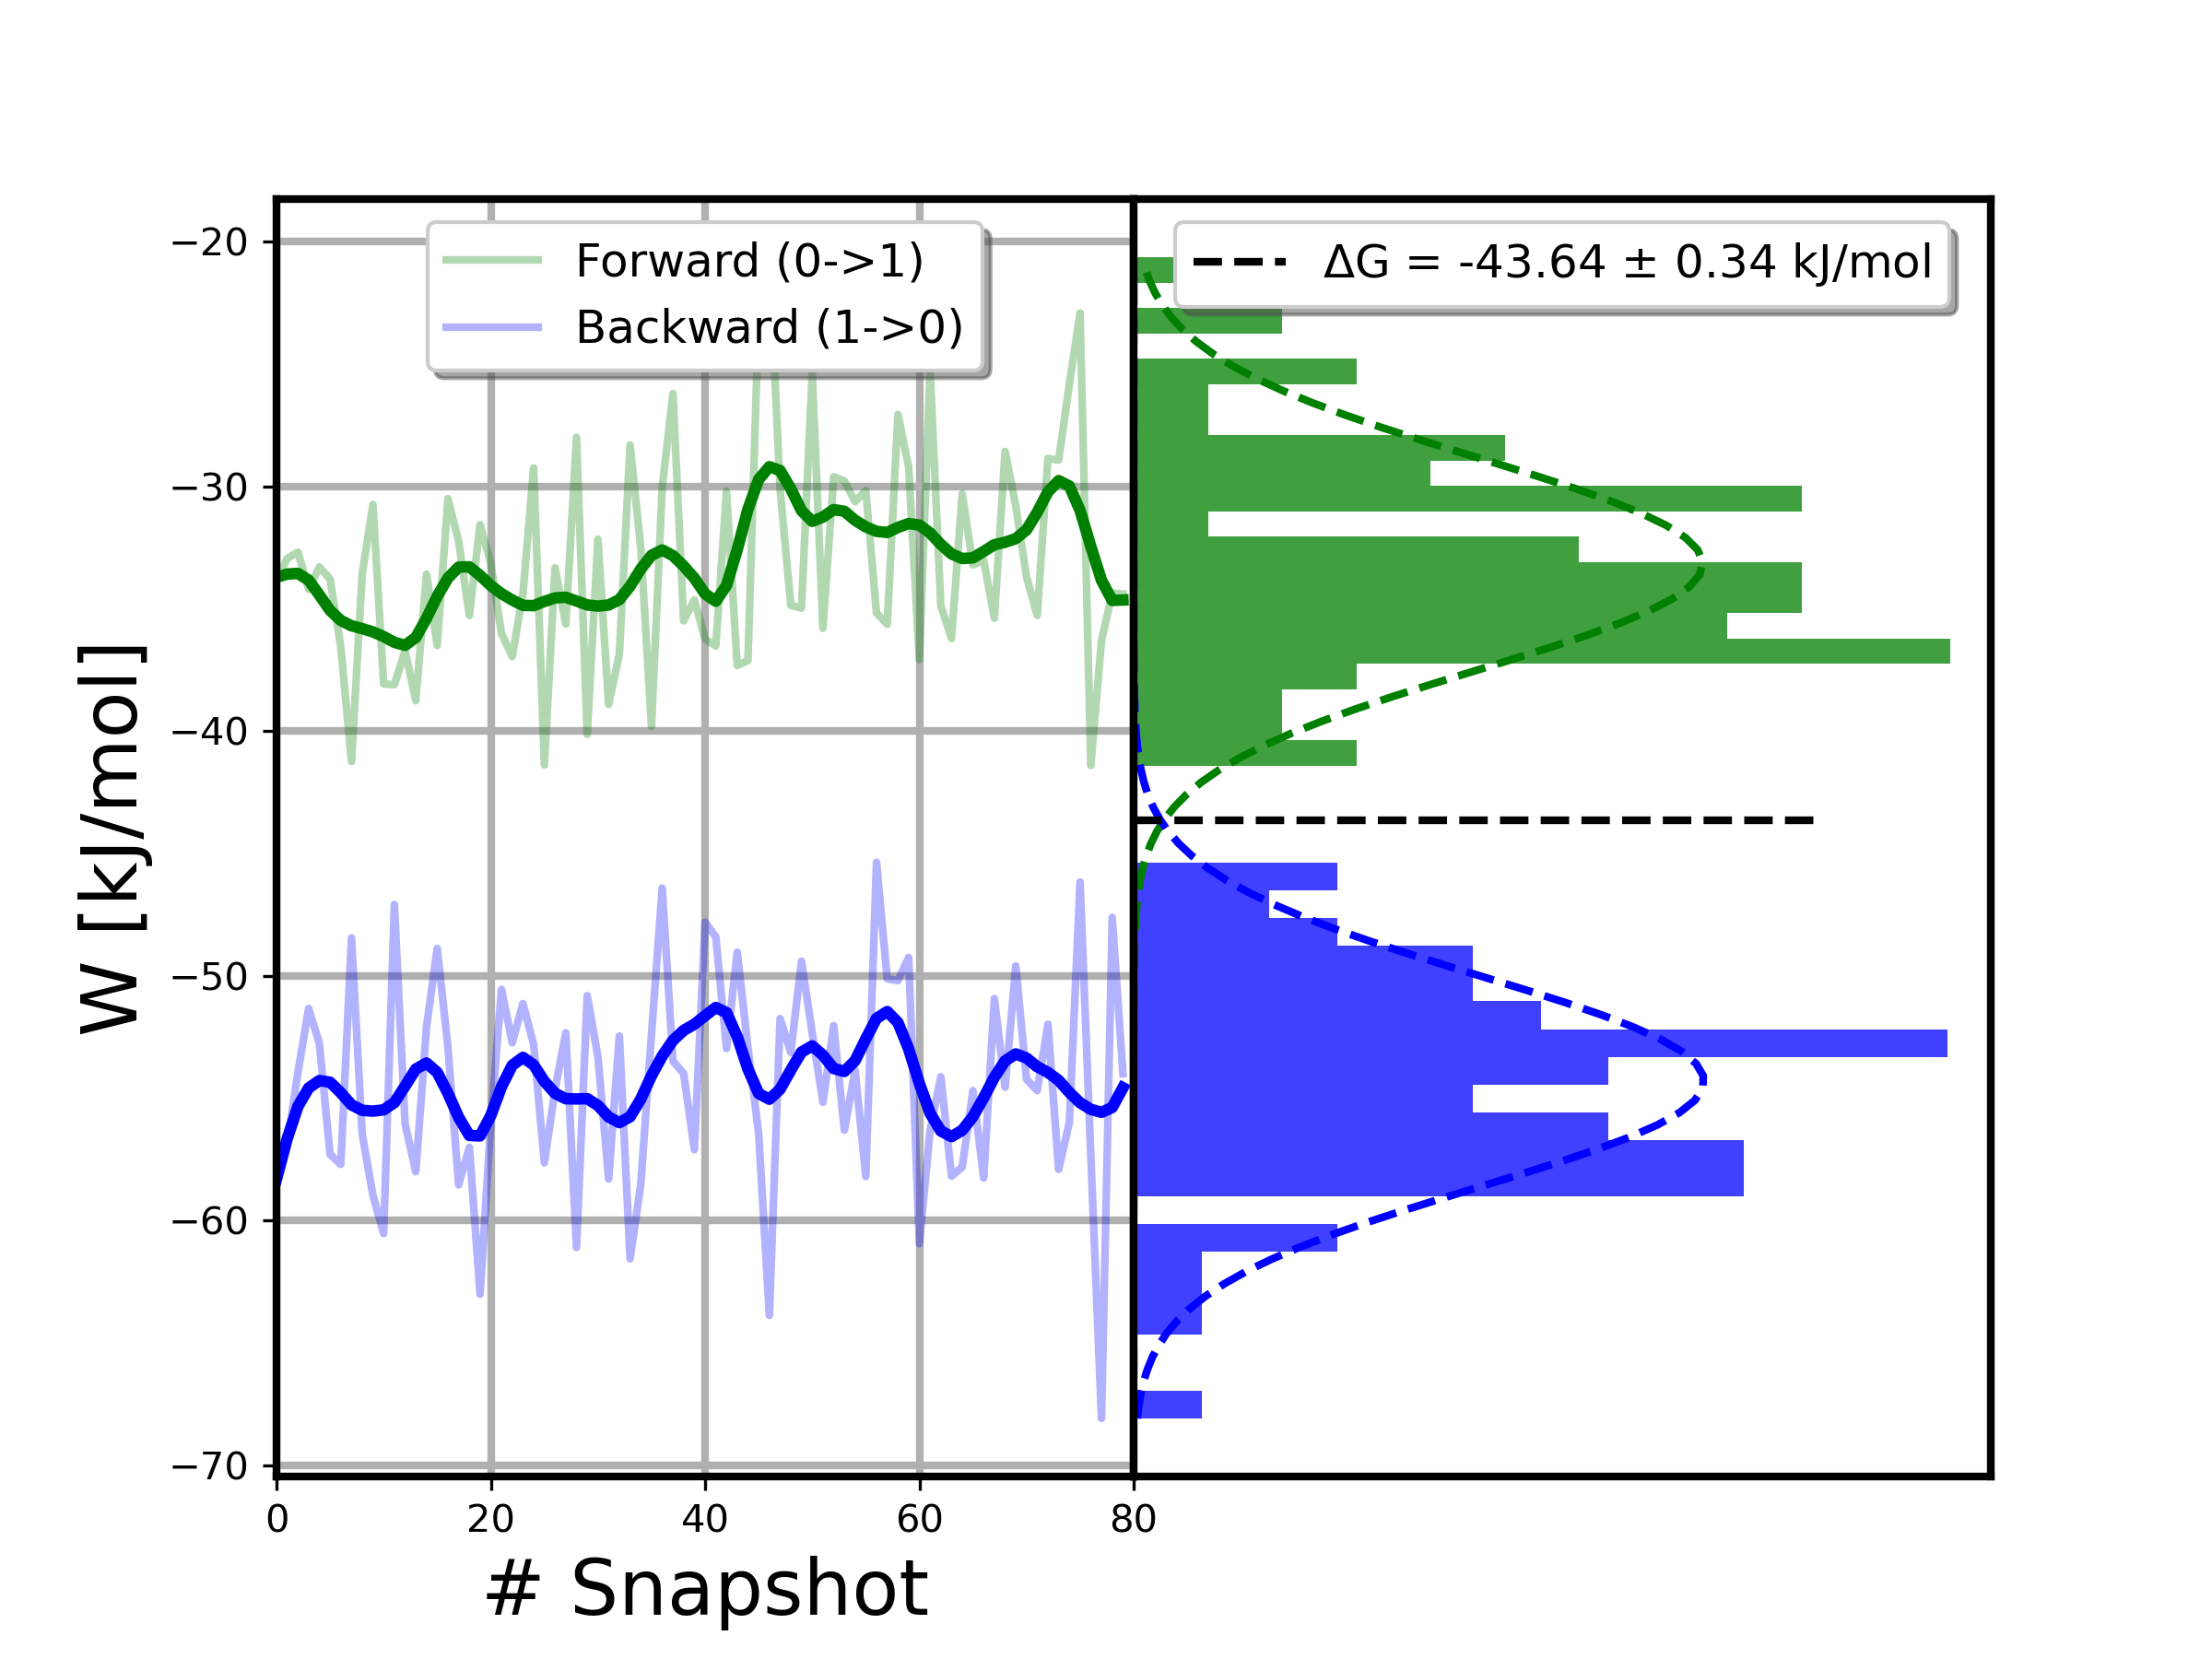 Forward (0->1)
Backward (1->0)
ΔG = -43.64 ± 0.34 kJ/mol
−20
−30
−40
−50
−60
−70
W [kJ/mol]
0 20 40 60 80
# Snapshot